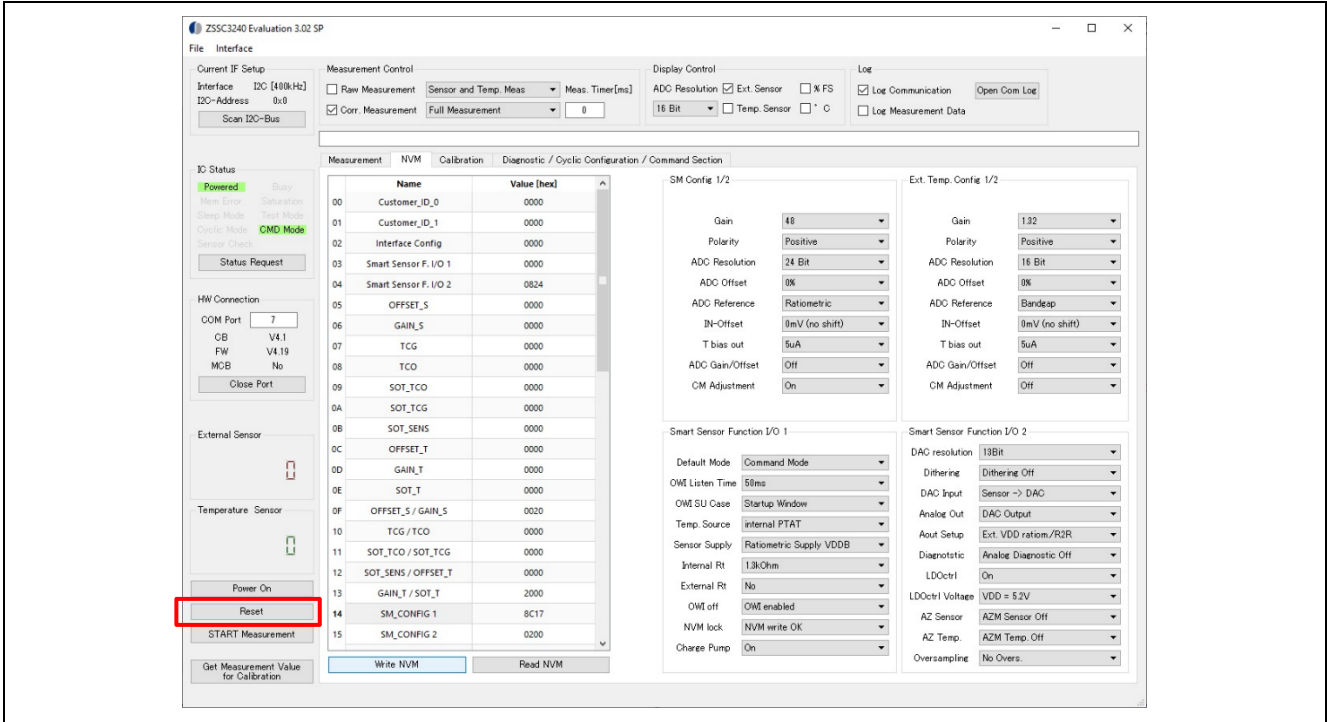 ZSSC3240 Evaluation 3.02 SP
File Interface
Current IF Setup
Interface I2C [400kHz]
I2C-Address 0x0
Scan I2C-Bus
Measurement Control
Raw Measurement Sensor and Temp. Meas Meas. Timer[ms]
Corr. Measurement Full Measurement 0
Display Control
ADC Resolution Ext. Sensor % FS
16 Bit Temp. Sensor ° C
Log
Log Communication Open Com Log
Log Measurement Data
IC Status
Powered Busy
Mem Error Saturation
Sleep Mode Test Mode
Cyclic Mode CMD Mode
Sensor Check
Status Request
HW Connection
COM Port 7
CB V4.1
FW V4.19
MCB No
Close Port
External Sensor
0
Temperature Sensor
0
Power On
Reset
START Measurement
Get Measurement Value
for Calibration
Measurement NVM Calibration Diagnostic / Cyclic Configuration / Command Section
Name Value [hex]
00 Customer_ID_0 0000
01 Customer_ID_1 0000
02 Interface Config 0000
03 Smart Sensor F. I/O 1 0000
04 Smart Sensor F. I/O 2 0824
05 OFFSET_S 0000
06 GAIN_S 0000
07 TCG 0000
08 TCO 0000
09 SOT_TCO 0000
0A SOT_TCG 0000
0B SOT_SENS 0000
0C OFFSET_T 0000
0D GAIN_T 0000
0E SOT_T 0000
0F OFFSET_S / GAIN_S 0020
10 TCG / TCO 0000
11 SOT_TCO / SOT_TCG 0000
12 SOT_SENS / OFFSET_T 0000
13 GAIN_T / SOT_T 2000
14 SM_CONFIG 1 8C17
15 SM_CONFIG 2 0200
Write NVM Read NVM
SM Config 1/2
Gain 48
Polarity Positive
ADC Resolution 24 Bit
ADC Offset 0%
ADC Reference Ratiometric
IN-Offset 0mV (no shift)
T bias out 5uA
ADC Gain/Offset Off
CM Adjustment On
Ext. Temp. Config 1/2
Gain 1.32
Polarity Positive
ADC Resolution 16 Bit
ADC Offset 0%
ADC Reference Bandgap
IN-Offset 0mV (no shift)
T bias out 5uA
ADC Gain/Offset Off
CM Adjustment Off
Smart Sensor Function I/O 1
Default Mode Command Mode
OWI Listen Time 50ms
OWI SU Case Startup Window
Temp. Source internal PTAT
Sensor Supply Ratiometric Supply VDDB
Internal Rt 1.3kOhm
External Rt No
OWI off OWI enabled
NVM lock NVM write OK
Charge Pump On
Smart Sensor Function I/O 2
DAC resolution 13Bit
Dithering Dithering Off
DAC Input Sensor -> DAC
Analog Out DAC Output
Aout Setup Ext. VDD ratiom./R2R
Diagnotstic Analog Diagnostic Off
LDOctrl On
LDOctrl Voltage VDD = 5.2V
AZ Sensor AZM Sensor Off
AZ Temp. AZM Temp. Off
Oversampling No Overs.